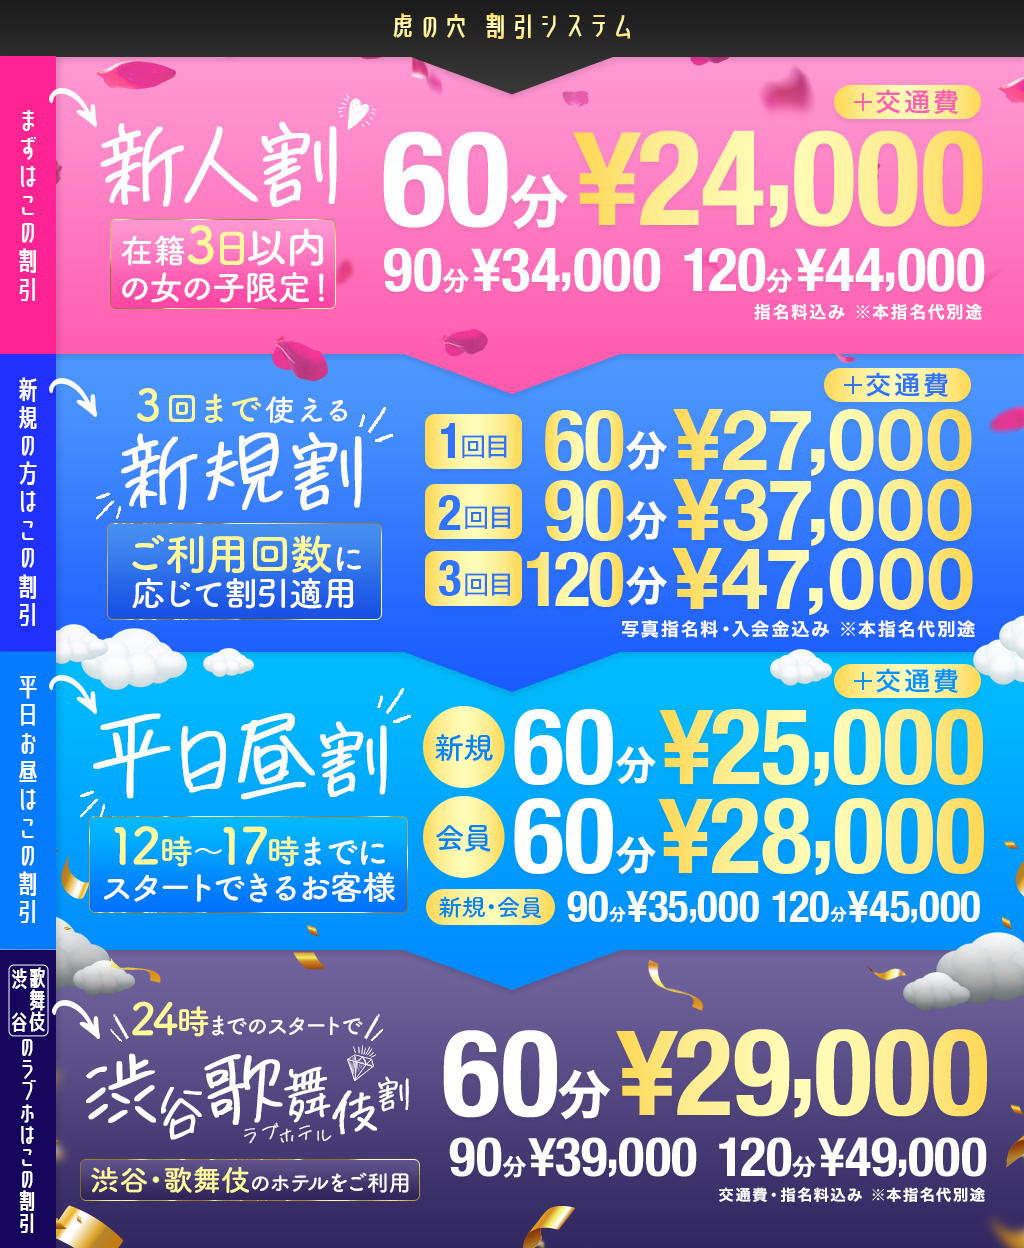 虎の穴 割引システム
まずはこの割引
新人割
在籍3日以内
の女の子限定!
+交通費
60分 ¥24,000
90分 ¥34,000 120分 ¥44,000
指名料込み ※本指名代別途
新規の方はこの割引
3回まで使える
新規割
ご利用回数に
応じて割引適用
+交通費
1回目 60分 ¥27,000
2回目 90分 ¥37,000
3回目 120分 ¥47,000
写真指名料・入会金込み ※本指名代別途
平日お昼はこの割引
平日昼割
12時〜17時までに
スタートできるお客様
+交通費
新規 60分 ¥25,000
会員 60分 ¥28,000
新規・会員 90分 ¥35,000 120分 ¥45,000
渋谷歌舞伎のラブホはこの割引
24時までのスタートで
渋谷歌舞伎割
ラブホテル
渋谷・歌舞伎のホテルをご利用
60分 ¥29,000
90分 ¥39,000 120分 ¥49,000
交通費・指名料込み ※本指名代別途